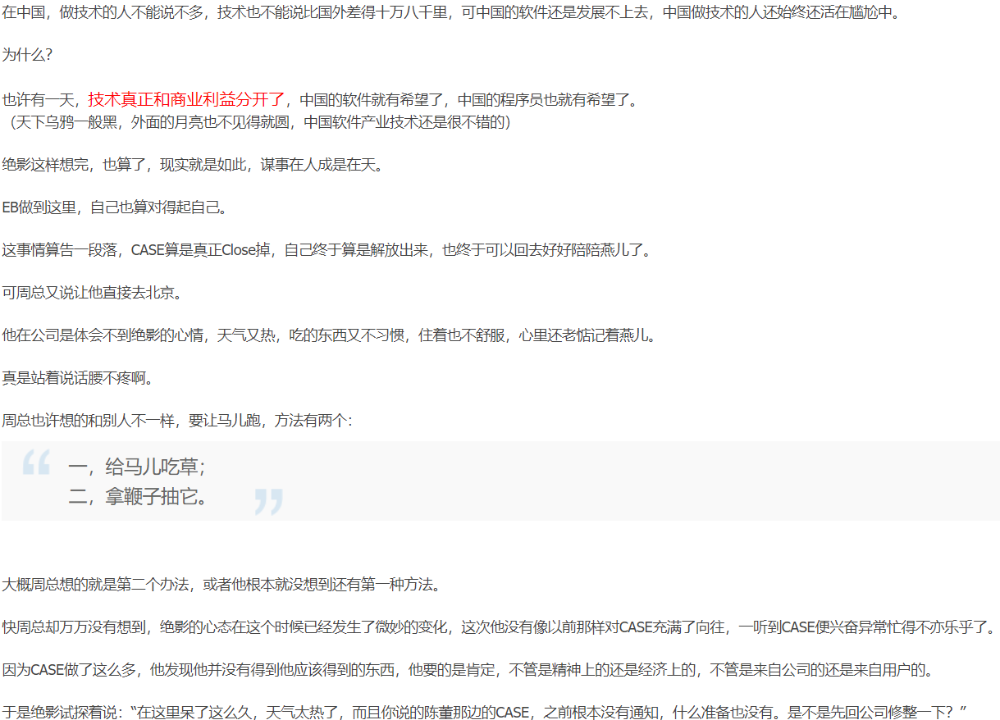 在中国，做技术的人不能说不多，技术也不能说比国外差得十万八千里，可中国的软件还是发展不上去，中国做技术的人还始终还活在尴尬中。
为什么？
也许有一天，技术真正和商业利益分开了，中国的软件就有希望了，中国的程序员也就有希望了。
（天下乌鸦一般黑，外面的月亮也不见得就圆，中国软件产业技术还是很不错的）
绝影这样想完，也算了，现实就是如此，谋事在人成是在天。
EB做到这里，自己也算对得起自己。
这事情算告一段落，CASE算是真正Close掉，自己终于算是解放出来，也终于可以回去好好陪陪燕儿了。
可周总又说让他直接去北京。
他在公司是体会不到绝影的心情，天气又热，吃的东西又不习惯，住着也不舒服，心里还老惦记着燕儿。
真是站着说话腰不疼啊。
周总也许想的和别人不一样，要让马儿跑，方法有两个：
“ 一，给马儿吃草；
二，拿鞭子抽它。 ”
大概周总想的就是第二个办法，或者他根本就没想到还有第一种方法。
快周总却万万没有想到，绝影的心态在这个时候已经发生了微妙的变化，这次他没有像以前那样对CASE充满了向往，一听到CASE便兴奋异常忙得不亦乐乎了。
因为CASE做了这么多，他发现他并没有得到他应该得到的东西，他要的是肯定，不管是精神上的还是经济上的，不管是来自公司的还是来自用户的。
于是绝影试探着说：“在这里呆了这么久，天气太热了，而且你说的陈董那边的CASE，之前根本没有通知，什么准备也没有。是不是先回公司修整一下？”